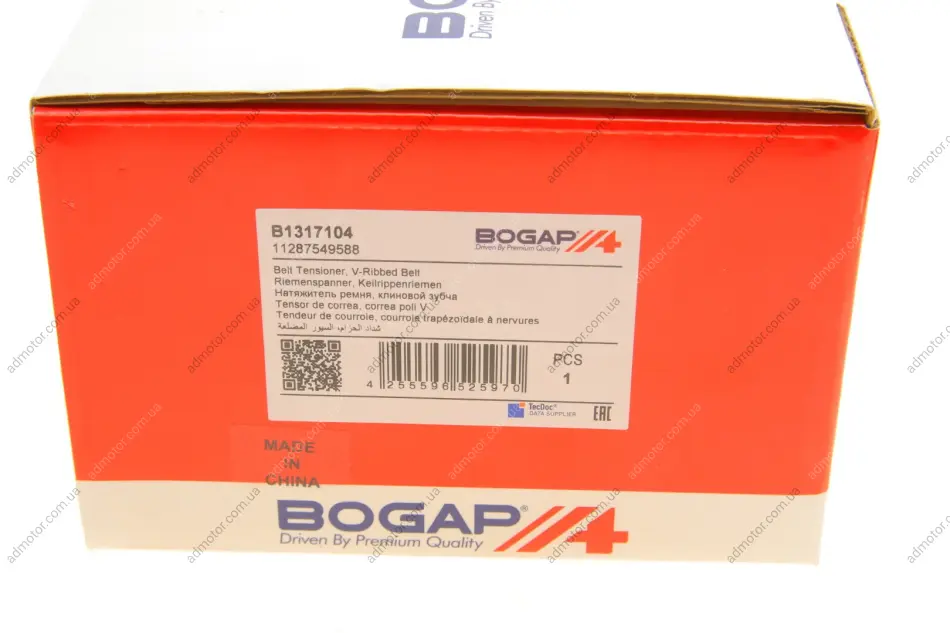 BOGAP
Driven By
B1317104
11287549588
BOGAP
Driven By Premium Quality
Belt Tensioner, V-Ribbed Belt
Riemenspanner, Keilrippenriemen
Натяжитель ремня, клиновой зубча
Tensor de correa, correa poli V
Tendeur de courroie, courroie trapézoïdale à nervures
شداد الحزام، السيور المضلعة
4 255596 525970
PCS
1
TecDoc®
DATA SUPPLIER
EAC
MADE
IN
CHINA
BOGAP®
Driven By Premium Quality
admotor.com.ua